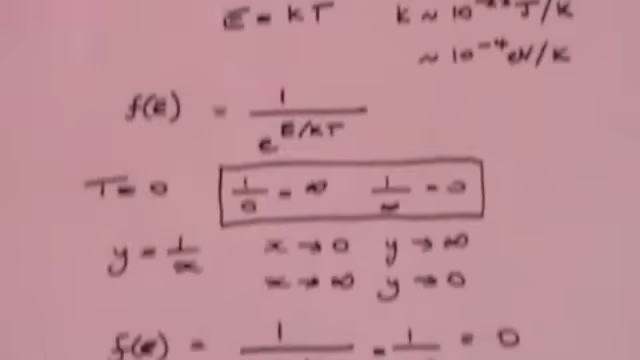 E = kT k ~ 10⁻²³ J/K
~ 10⁻⁴ eV/K
f(E) = 1 / e^(E/kT)
T = 0 1/0 = ∞ 1/∞ = 0
y = 1/x x → 0 y → ∞
x → ∞ y → 0
f(E) = 1 = 1 = 0